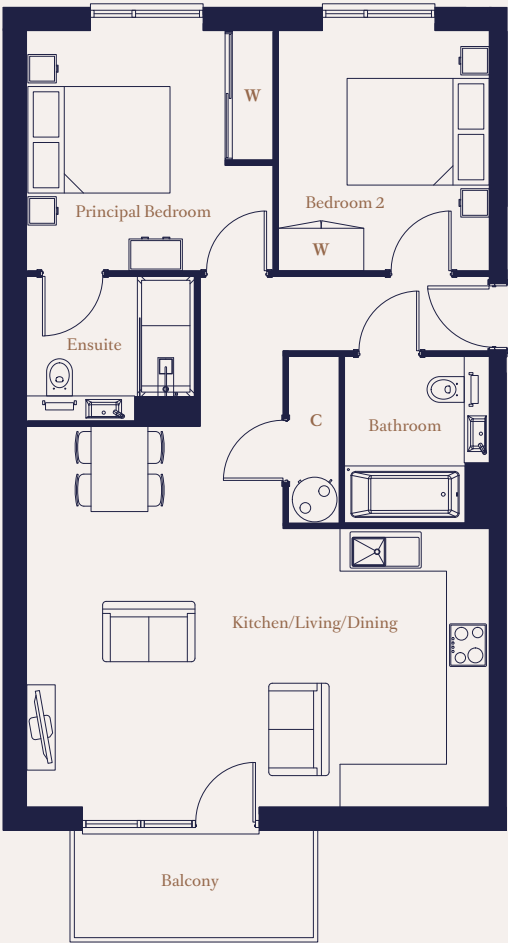 W
Principal Bedroom
Bedroom 2
W
Ensuite
C
Bathroom
Kitchen/Living/Dining
Balcony